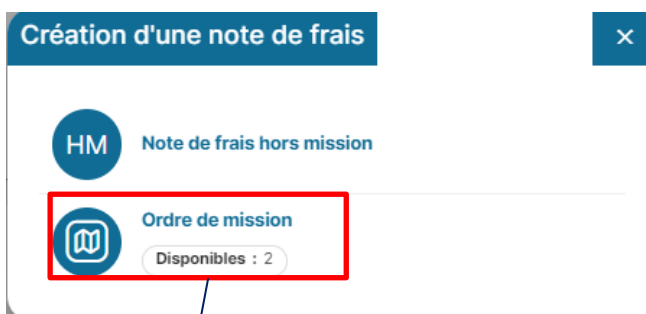 Création d'une note de frais
HM
Note de frais hors mission
Ordre de mission
Disponibles : 2